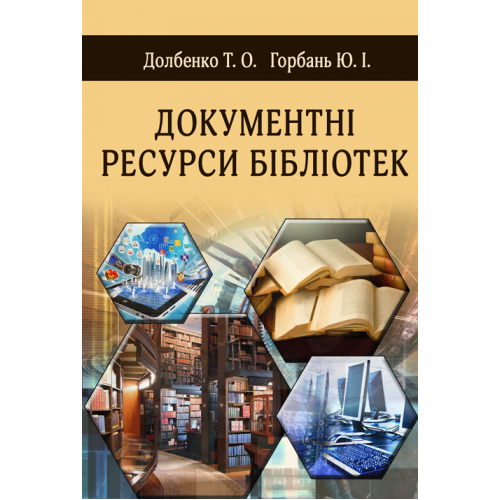 Долбенко Т. О. Горбань Ю. І.
ДОКУМЕНТНІ
РЕСУРСИ БІБЛІОТЕК